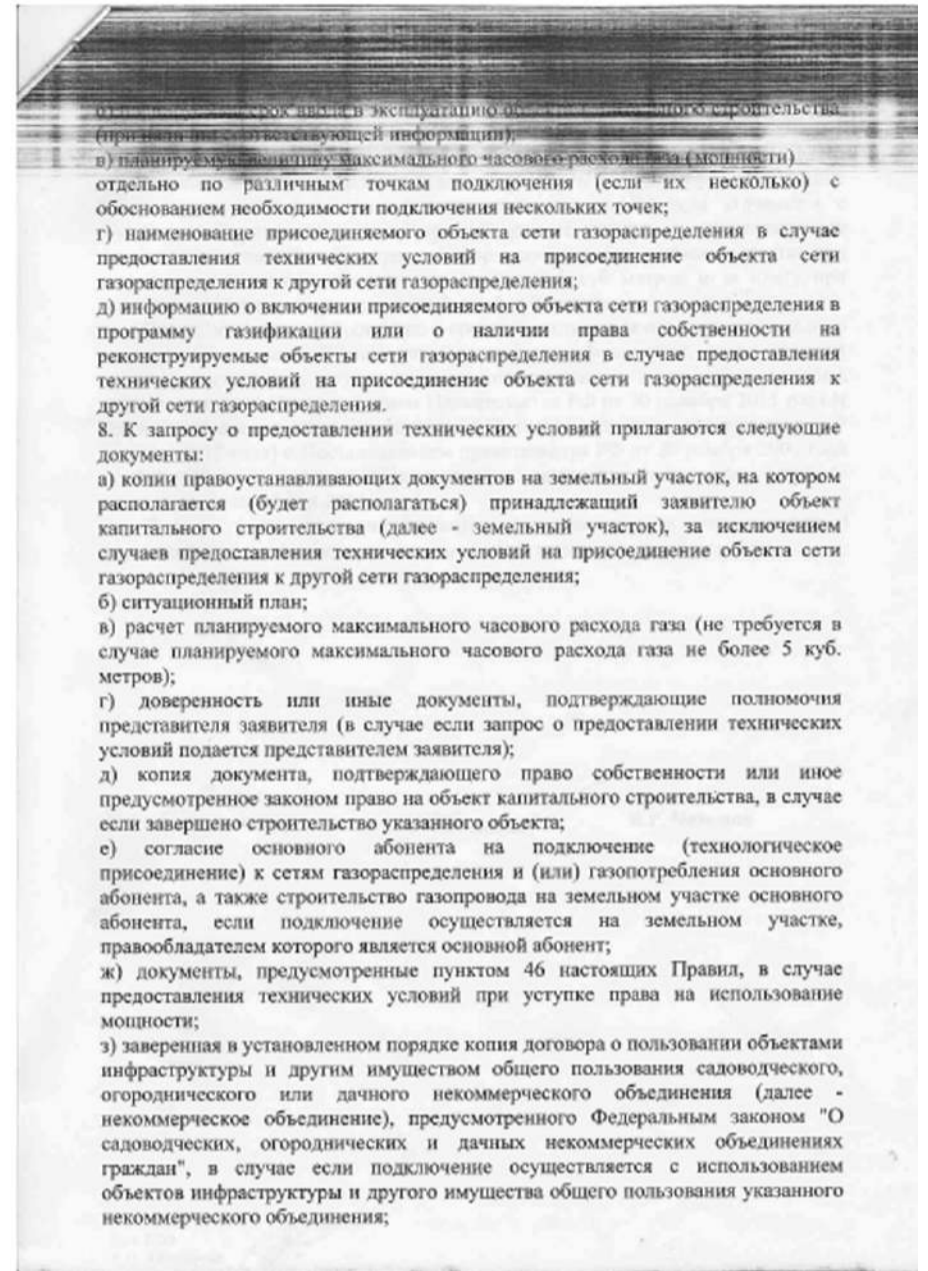 срок ввода в эксплуатацию строительства
соответствующей информации);
в) планируемую величину максимального часового расхода газа (мощности)
отдельно по различным точкам подключения (если их несколько) с
обоснованием необходимости подключения нескольких точек;
г) наименование присоединяемого объекта сети газораспределения в случае
предоставления технических условий на присоединение объекта сети
газораспределения к другой сети газораспределения;
д) информацию о включении присоединяемого объекта сети газораспределения в
программу газификации или о наличии права собственности на
реконструируемые объекты сети газораспределения в случае предоставления
технических условий на присоединение объекта сети газораспределения к
другой сети газораспределения.
8. К запросу о предоставлении технических условий прилагаются следующие
документы:
а) копии правоустанавливающих документов на земельный участок, на котором
располагается (будет располагаться) принадлежащий заявителю объект
капитального строительства (далее - земельный участок), за исключением
случаев предоставления технических условий на присоединение объекта сети
газораспределения к другой сети газораспределения;
б) ситуационный план;
в) расчет планируемого максимального часового расхода газа (не требуется в
случае планируемого максимального часового расхода газа не более 5 куб.
метров);
г) доверенность или иные документы, подтверждающие полномочия
представителя заявителя (в случае если запрос о предоставлении технических
условий подается представителем заявителя);
д) копия документа, подтверждающего право собственности или иное
предусмотренное законом право на объект капитального строительства, в случае
если завершено строительство указанного объекта;
е) согласие основного абонента на подключение (технологическое
присоединение) к сетям газораспределения и (или) газопотребления основного
абонента, а также строительство газопровода на земельном участке основного
абонента, если подключение осуществляется на земельном участке,
правообладателем которого является основной абонент;
ж) документы, предусмотренные пунктом 46 настоящих Правил, в случае
предоставления технических условий при уступке права на использование
мощности;
з) заверенная в установленном порядке копия договора о пользовании объектами
инфраструктуры и другим имуществом общего пользования садоводческого,
огороднического или дачного некоммерческого объединения (далее -
некоммерческое объединение), предусмотренного Федеральным законом "О
садоводческих, огороднических и дачных некоммерческих объединениях
граждан", в случае если подключение осуществляется с использованием
объектов инфраструктуры и другого имущества общего пользования указанного
некоммерческого объединения;